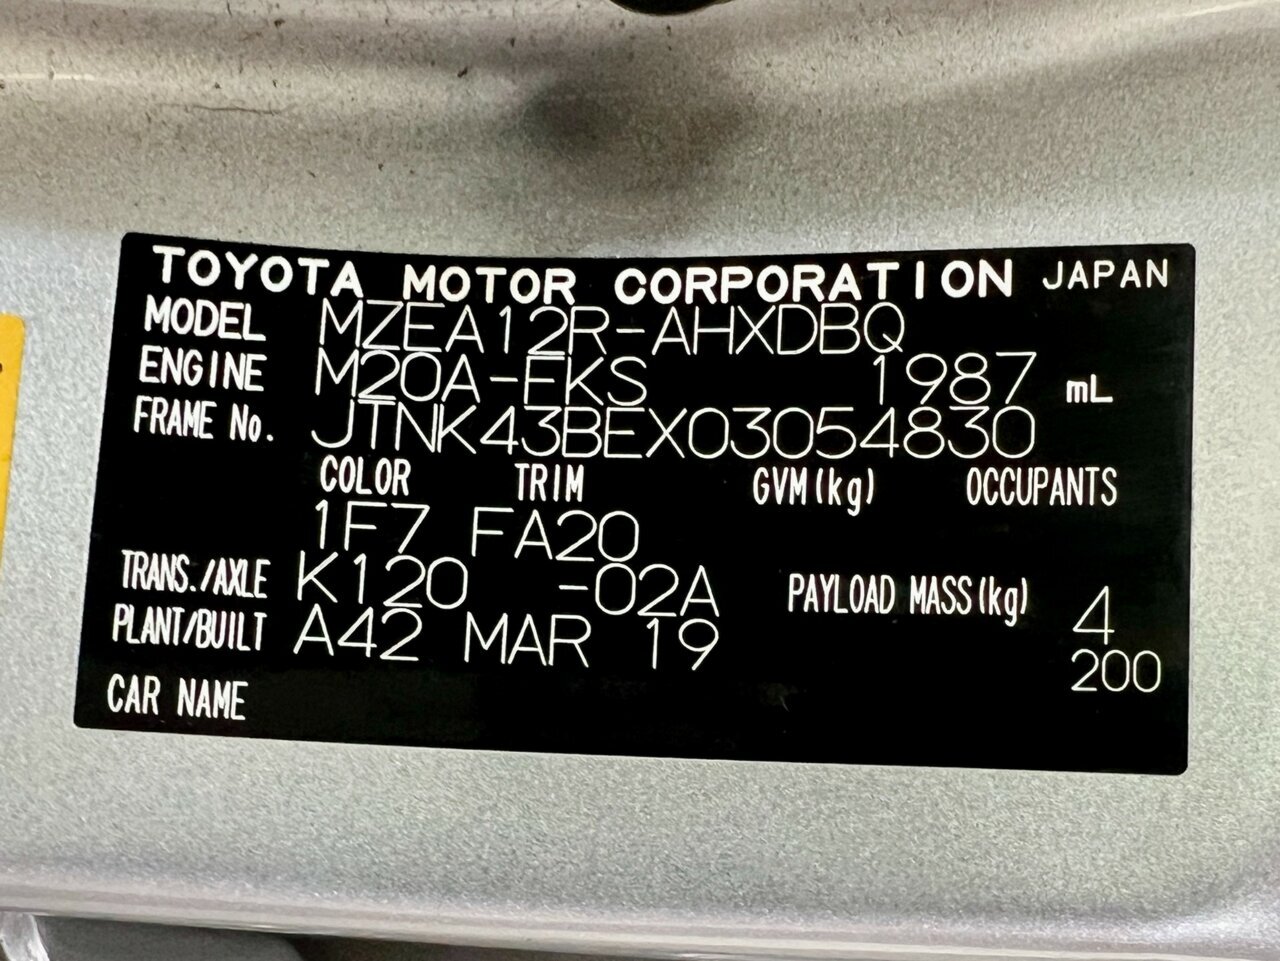 TOYOTA MOTOR CORPORATION JAPAN
MODEL MZEA12R-AHXDBQ
ENGINE M20A-FKS 1987 mL
FRAME No. JTNK43BEX03054830
COLOR TRIM GVM(kg) OCCUPANTS
1F7 FA20
TRANS./AXLE K120 -02A PAYLOAD MASS(kg) 4
PLANT/BUILT A42 MAR 19 200
CAR NAME